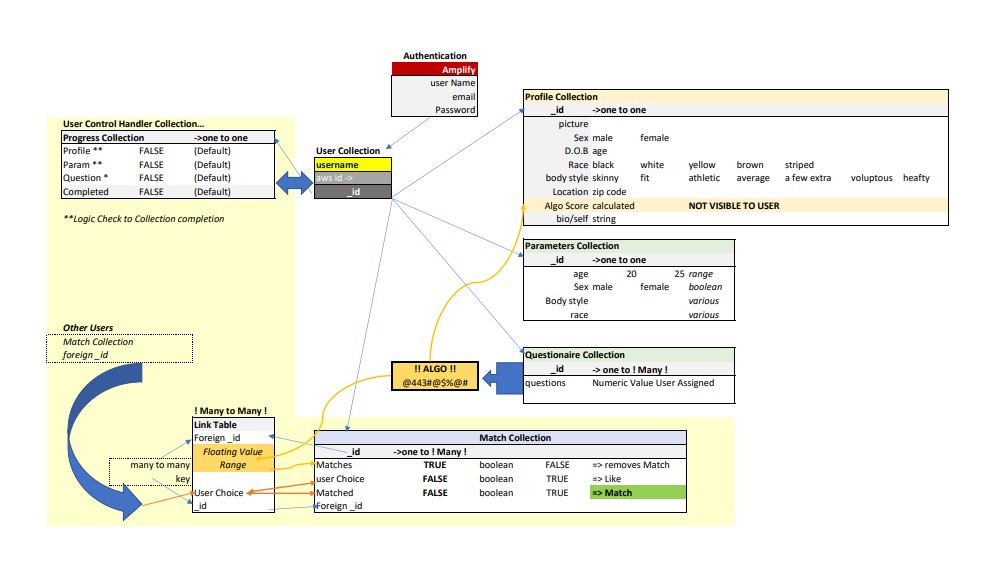 Authentication
Amplify
user Name
email
Password
User Control Handler Collection...
Progress Collection ->one to one
Profile ** FALSE (Default)
Param ** FALSE (Default)
Question * FALSE (Default)
Completed FALSE (Default)
**Logic Check to Collection completion
User Collection
username
aws id ->
_id
Profile Collection
_id ->one to one
picture
Sex male female
D.O.B age
Race black white yellow brown striped
body style skinny fit athletic average a few extra voluptous heafty
Location zip code
Algo Score calculated NOT VISIBLE TO USER
bio/self string
Parameters Collection
_id ->one to one
age 20 25 range
Sex male female boolean
Body style various
race various
Other Users
Match Collection
foreign _id
Questionaire Collection
_id -> one to ! Many !
questions Numeric Value User Assigned
!! ALGO !!
@443#@$%@#
! Many to Many !
Link Table
Foreign _id
Floating Value
Range
User Choice
_id
many to many
key
Match Collection
_id ->one to ! Many !
Matches TRUE boolean FALSE => removes Match
user Choice FALSE boolean TRUE => Like
Matched FALSE boolean TRUE => Match
Foreign _id